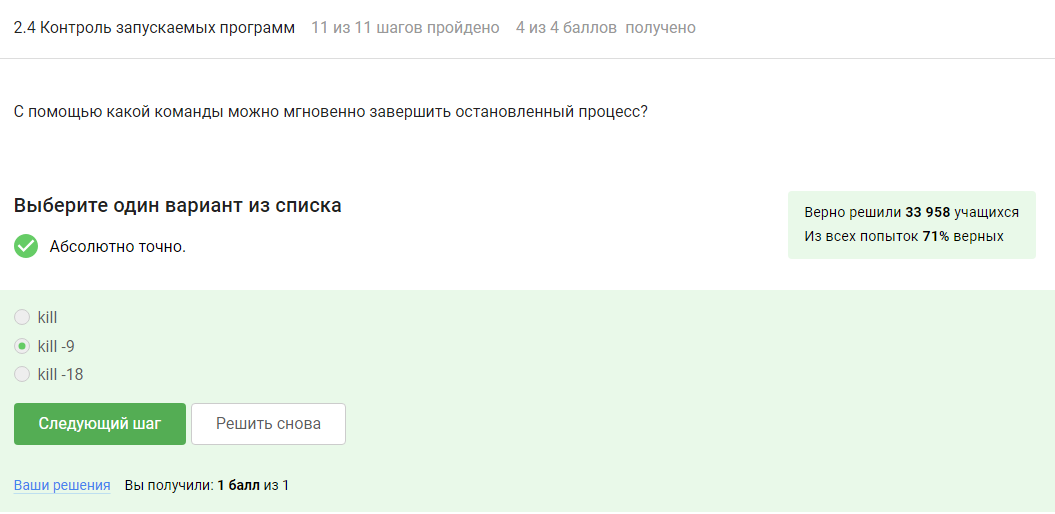 2.4 Контроль запускаемых программ 11 из 11 шагов пройдено 4 из 4 баллов получено
С помощью какой команды можно мгновенно завершить остановленный процесс?
Выберите один вариант из списка
Абсолютно точно.
Верно решили 33 958 учащихся
Из всех попыток 71% верных
kill
kill -9
kill -18
Следующий шаг
Решить снова
Ваши решения Вы получили: 1 балл из 1